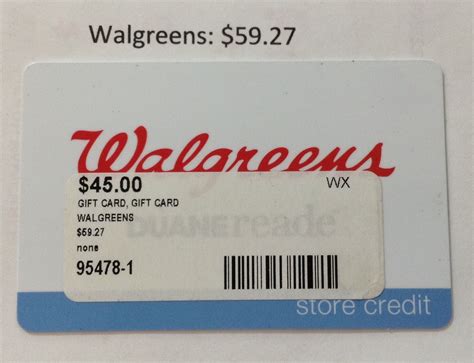 Walgreens: $59.27
Walgreens
$45.00 WX
GIFT CARD, GIFT CARD
WALGREENS
DUANEreade
$59.27
none
95478-1
store credit